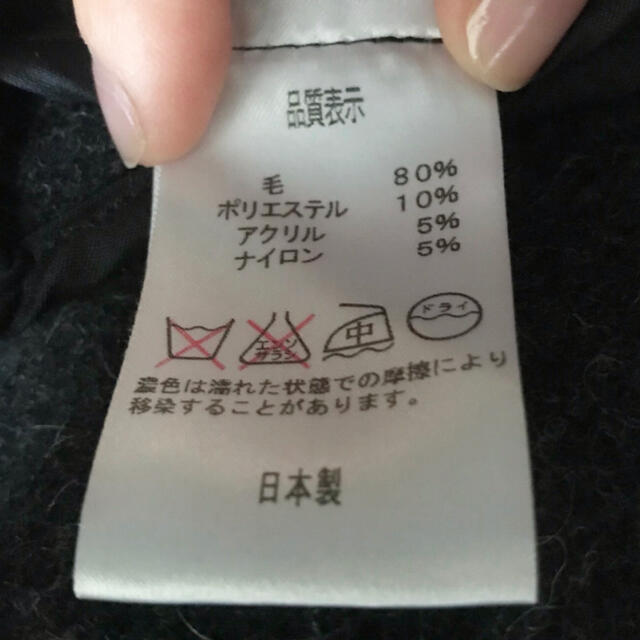 品質表示
毛 80%
ポリエステル 10%
アクリル 5%
ナイロン 5%
エンソ サラシ 中 ドライ
濃色は濡れた状態での摩擦により
移染することがあります。
日本製